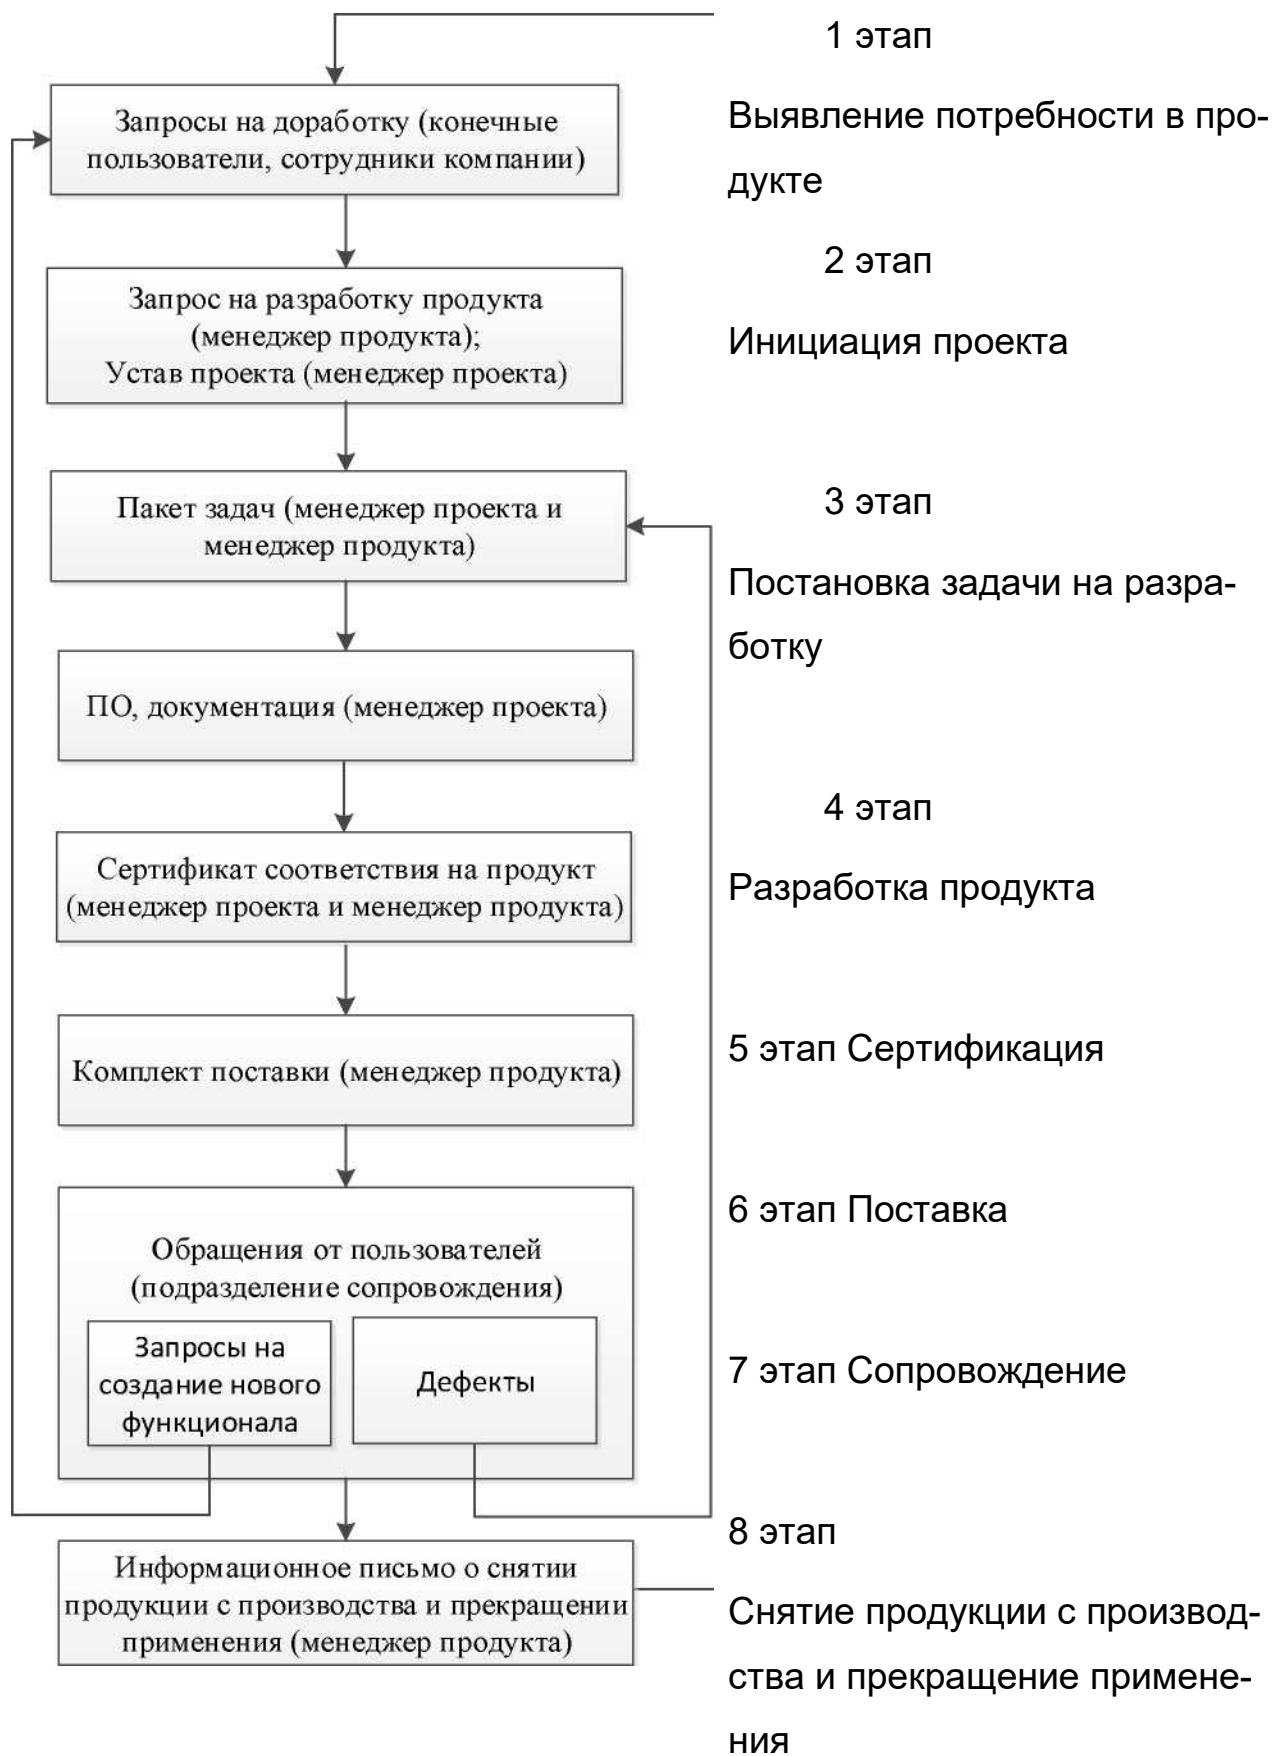 Запросы на доработку (конечные
пользователи, сотрудники компании)
Запрос на разработку продукта
(менеджер продукта);
Устав проекта (менеджер проекта)
Пакет задач (менеджер проекта и
менеджер продукта)
ПО, документация (менеджер проекта)
Сертификат соответствия на продукт
(менеджер проекта и менеджер продукта)
Комплект поставки (менеджер продукта)
Обращения от пользователей
(подразделение сопровождения)
Запросы на
создание нового
функционала
Дефекты
Информационное письмо о снятии
продукции с производства и прекращении
применения (менеджер продукта)
1 этап
Выявление потребности в про-
дукте
2 этап
Инициация проекта
3 этап
Постановка задачи на разра-
ботку
4 этап
Разработка продукта
5 этап Сертификация
6 этап Поставка
7 этап Сопровождение
8 этап
Снятие продукции с производ-
ства и прекращение примене-
ния